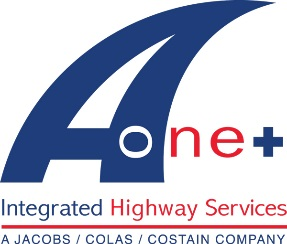 A one+
Integrated Highway Services
A JACOBS / COLAS / COSTAIN COMPANY